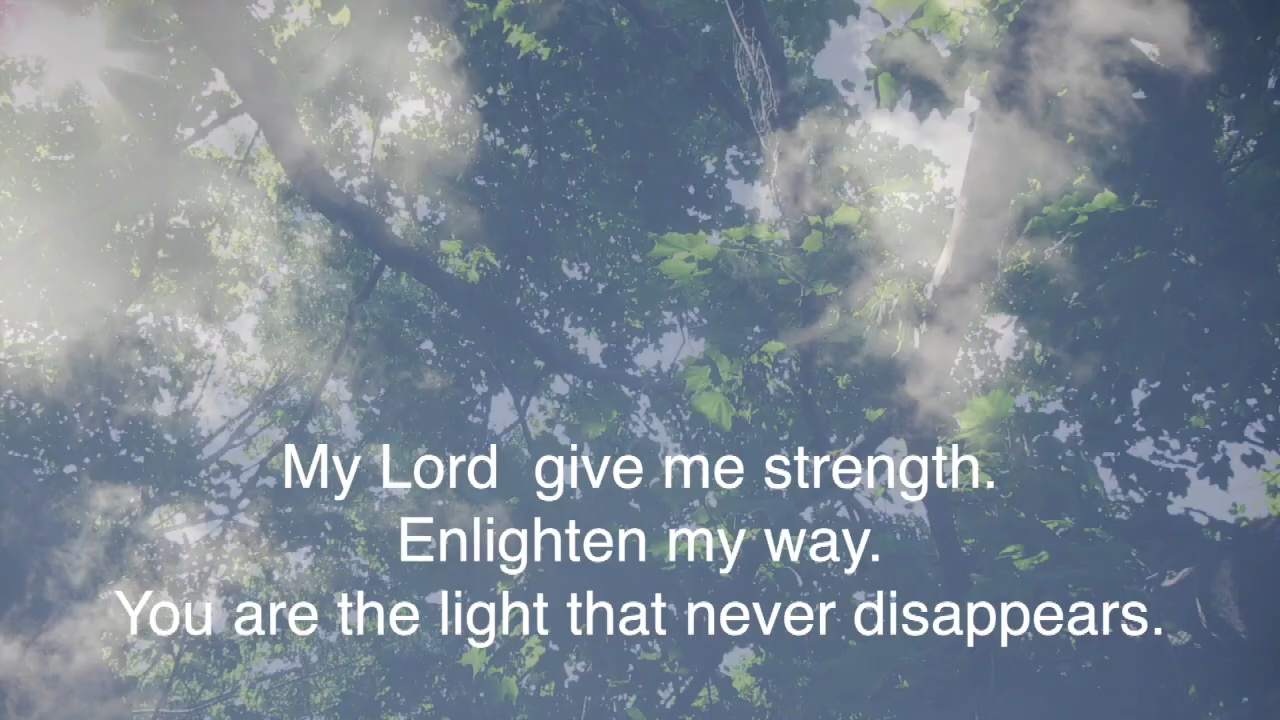 My Lord  give me strength.
Enlighten my way.
You are the light that never disappears.